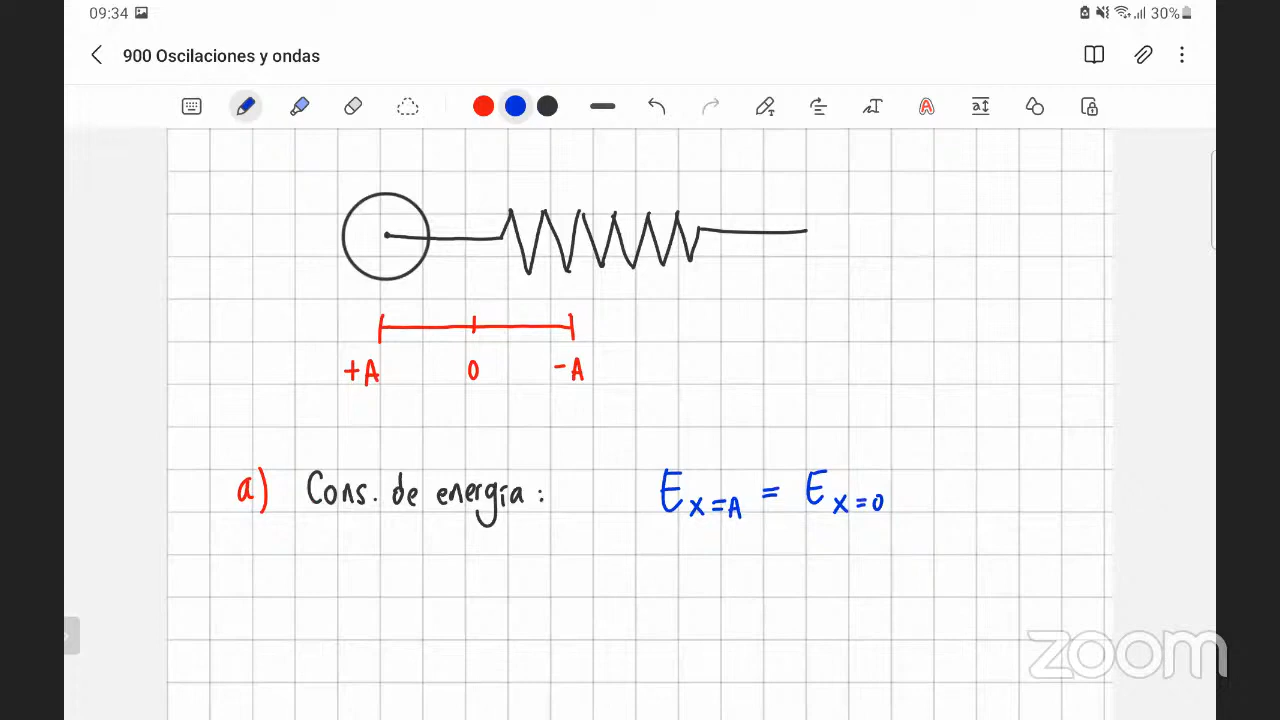 09:34 30%
900 Oscilaciones y ondas
+A 0 -A
a) Cons. de energía: E x=A = E x=0
zoom